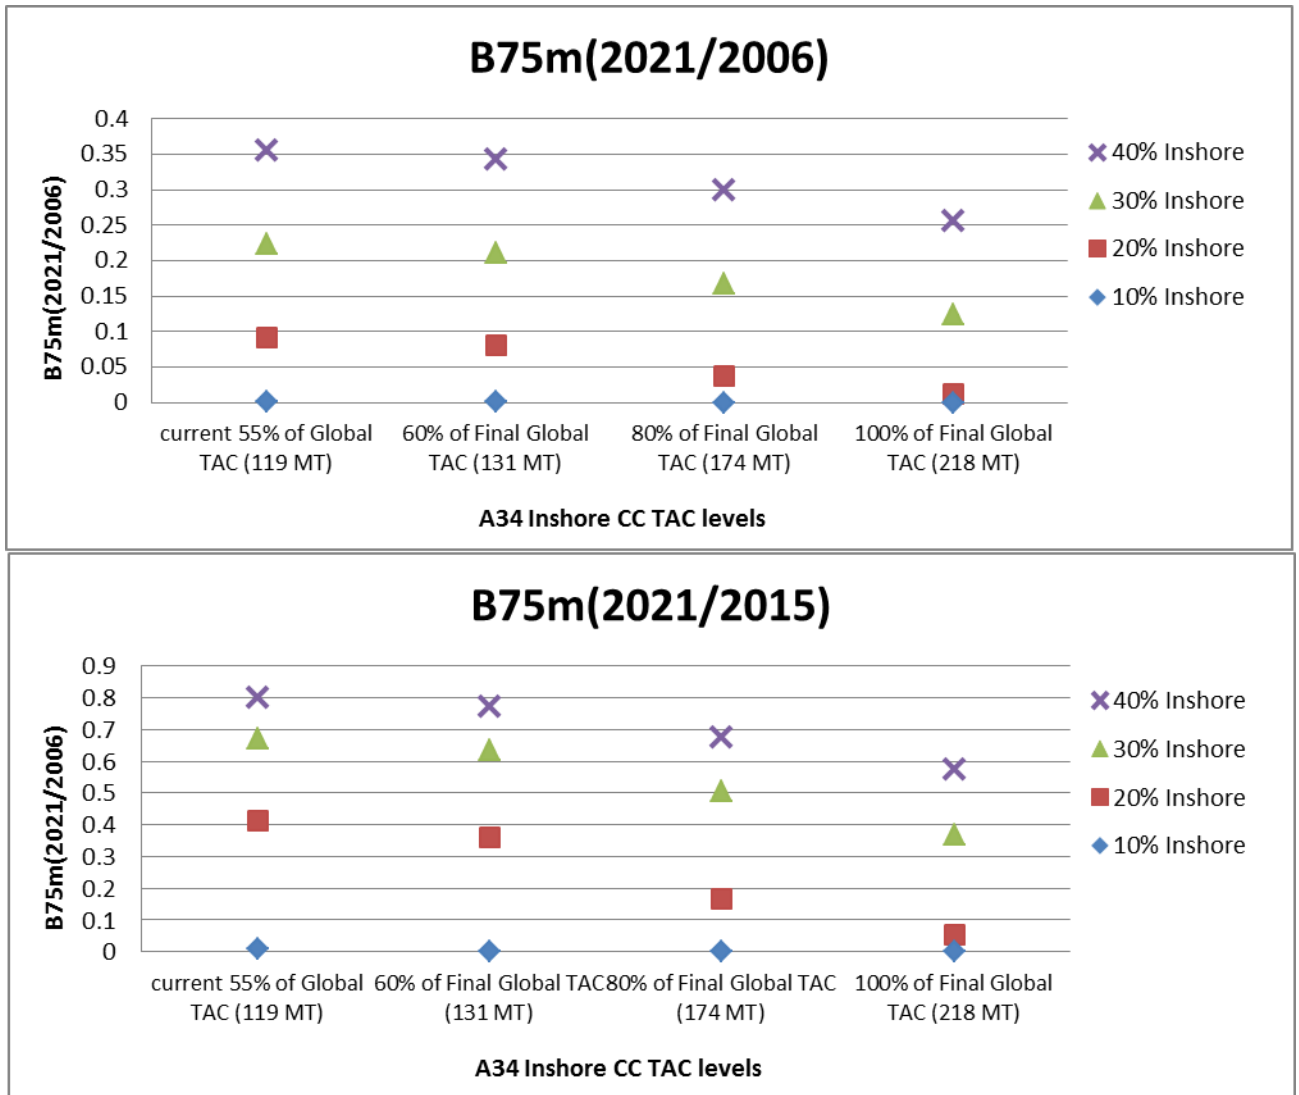 B75m(2021/2006)
B75m(2021/2006)
0.4
0.35
0.3
0.25
0.2
0.15
0.1
0.05
0
40% Inshore
30% Inshore
20% Inshore
10% Inshore
current 55% of Global
TAC (119 MT)
60% of Final Global
TAC (131 MT)
80% of Final Global
TAC (174 MT)
100% of Final Global
TAC (218 MT)
A34 Inshore CC TAC levels
B75m(2021/2015)
B75m(2021/2006)
0.9
0.8
0.7
0.6
0.5
0.4
0.3
0.2
0.1
0
40% Inshore
30% Inshore
20% Inshore
10% Inshore
current 55% of Global
TAC (119 MT)
60% of Final Global TAC
(131 MT)
80% of Final Global TAC
(174 MT)
100% of Final Global
TAC (218 MT)
A34 Inshore CC TAC levels